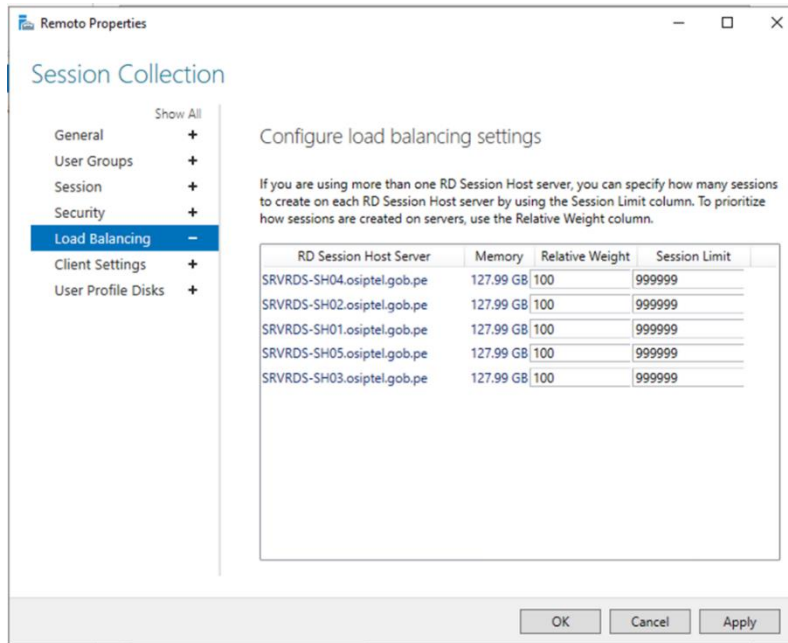 Remoto Properties
Session Collection
Show All
General +
User Groups +
Session +
Security +
Load Balancing –
Client Settings +
User Profile Disks +
Configure load balancing settings
If you are using more than one RD Session Host server, you can specify how many sessions
to create on each RD Session Host server by using the Session Limit column. To prioritize
how sessions are created on servers, use the Relative Weight column.
RD Session Host Server Memory Relative Weight Session Limit
SRVRDS-SH04.osiptel.gob.pe 127.99 GB 100 999999
SRVRDS-SH02.osiptel.gob.pe 127.99 GB 100 999999
SRVRDS-SH01.osiptel.gob.pe 127.99 GB 100 999999
SRVRDS-SH05.osiptel.gob.pe 127.99 GB 100 999999
SRVRDS-SH03.osiptel.gob.pe 127.99 GB 100 999999
OK Cancel Apply